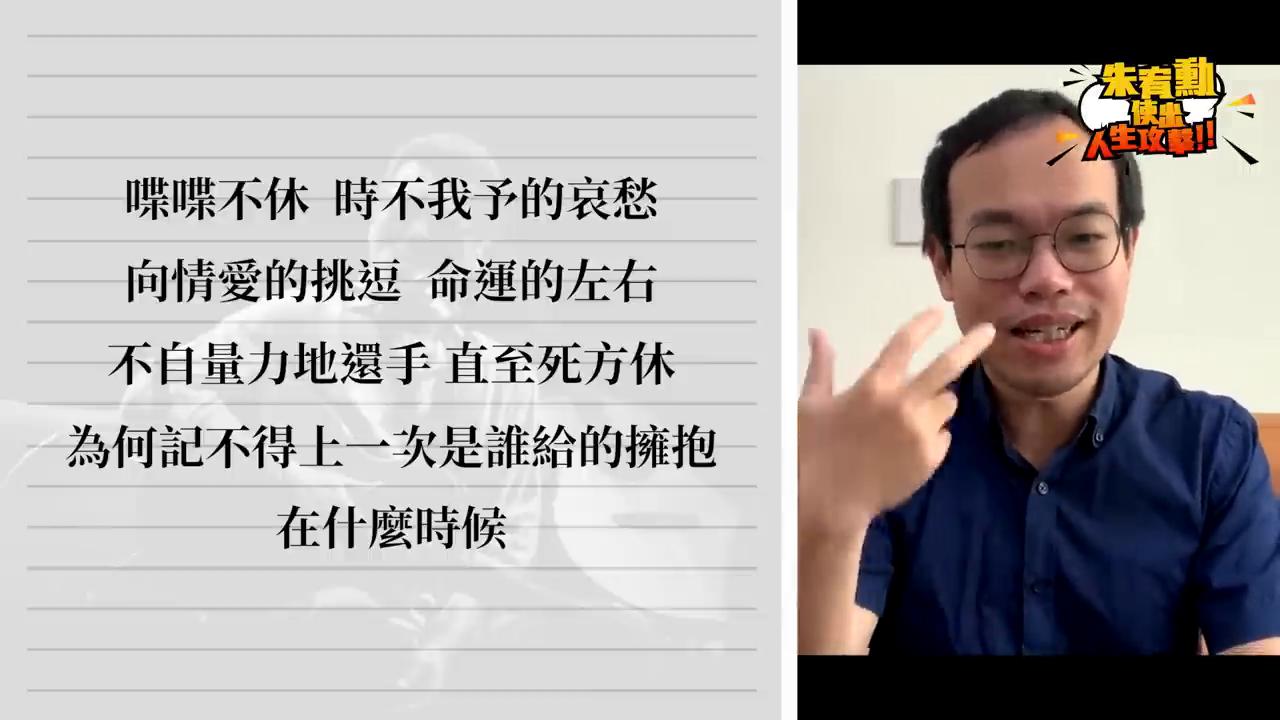 喋喋不休 時不我予的哀愁
向情愛的挑逗 命運的左右
不自量力地還手 直至死方休
為何記不得上一次是誰給的擁抱
在什麼時候
朱宥勳
使出
人生攻擊!!